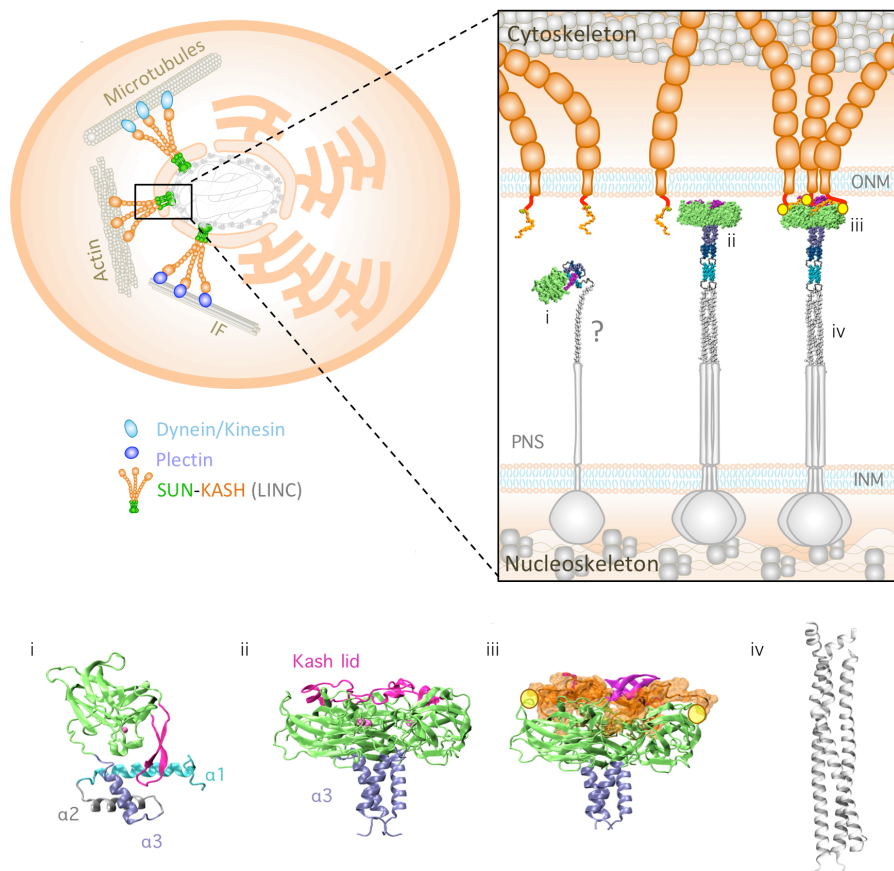 Microtubules
Actin
IF
Dynein/Kinesin
Plectin
SUN-KASH (LINC)
Cytoskeleton
ONM
ii
iii
i
?
iv
PNS
INM
Nucleoskeleton
i
ii
Kash lid
iii
iv
α1
α2
α3
α3